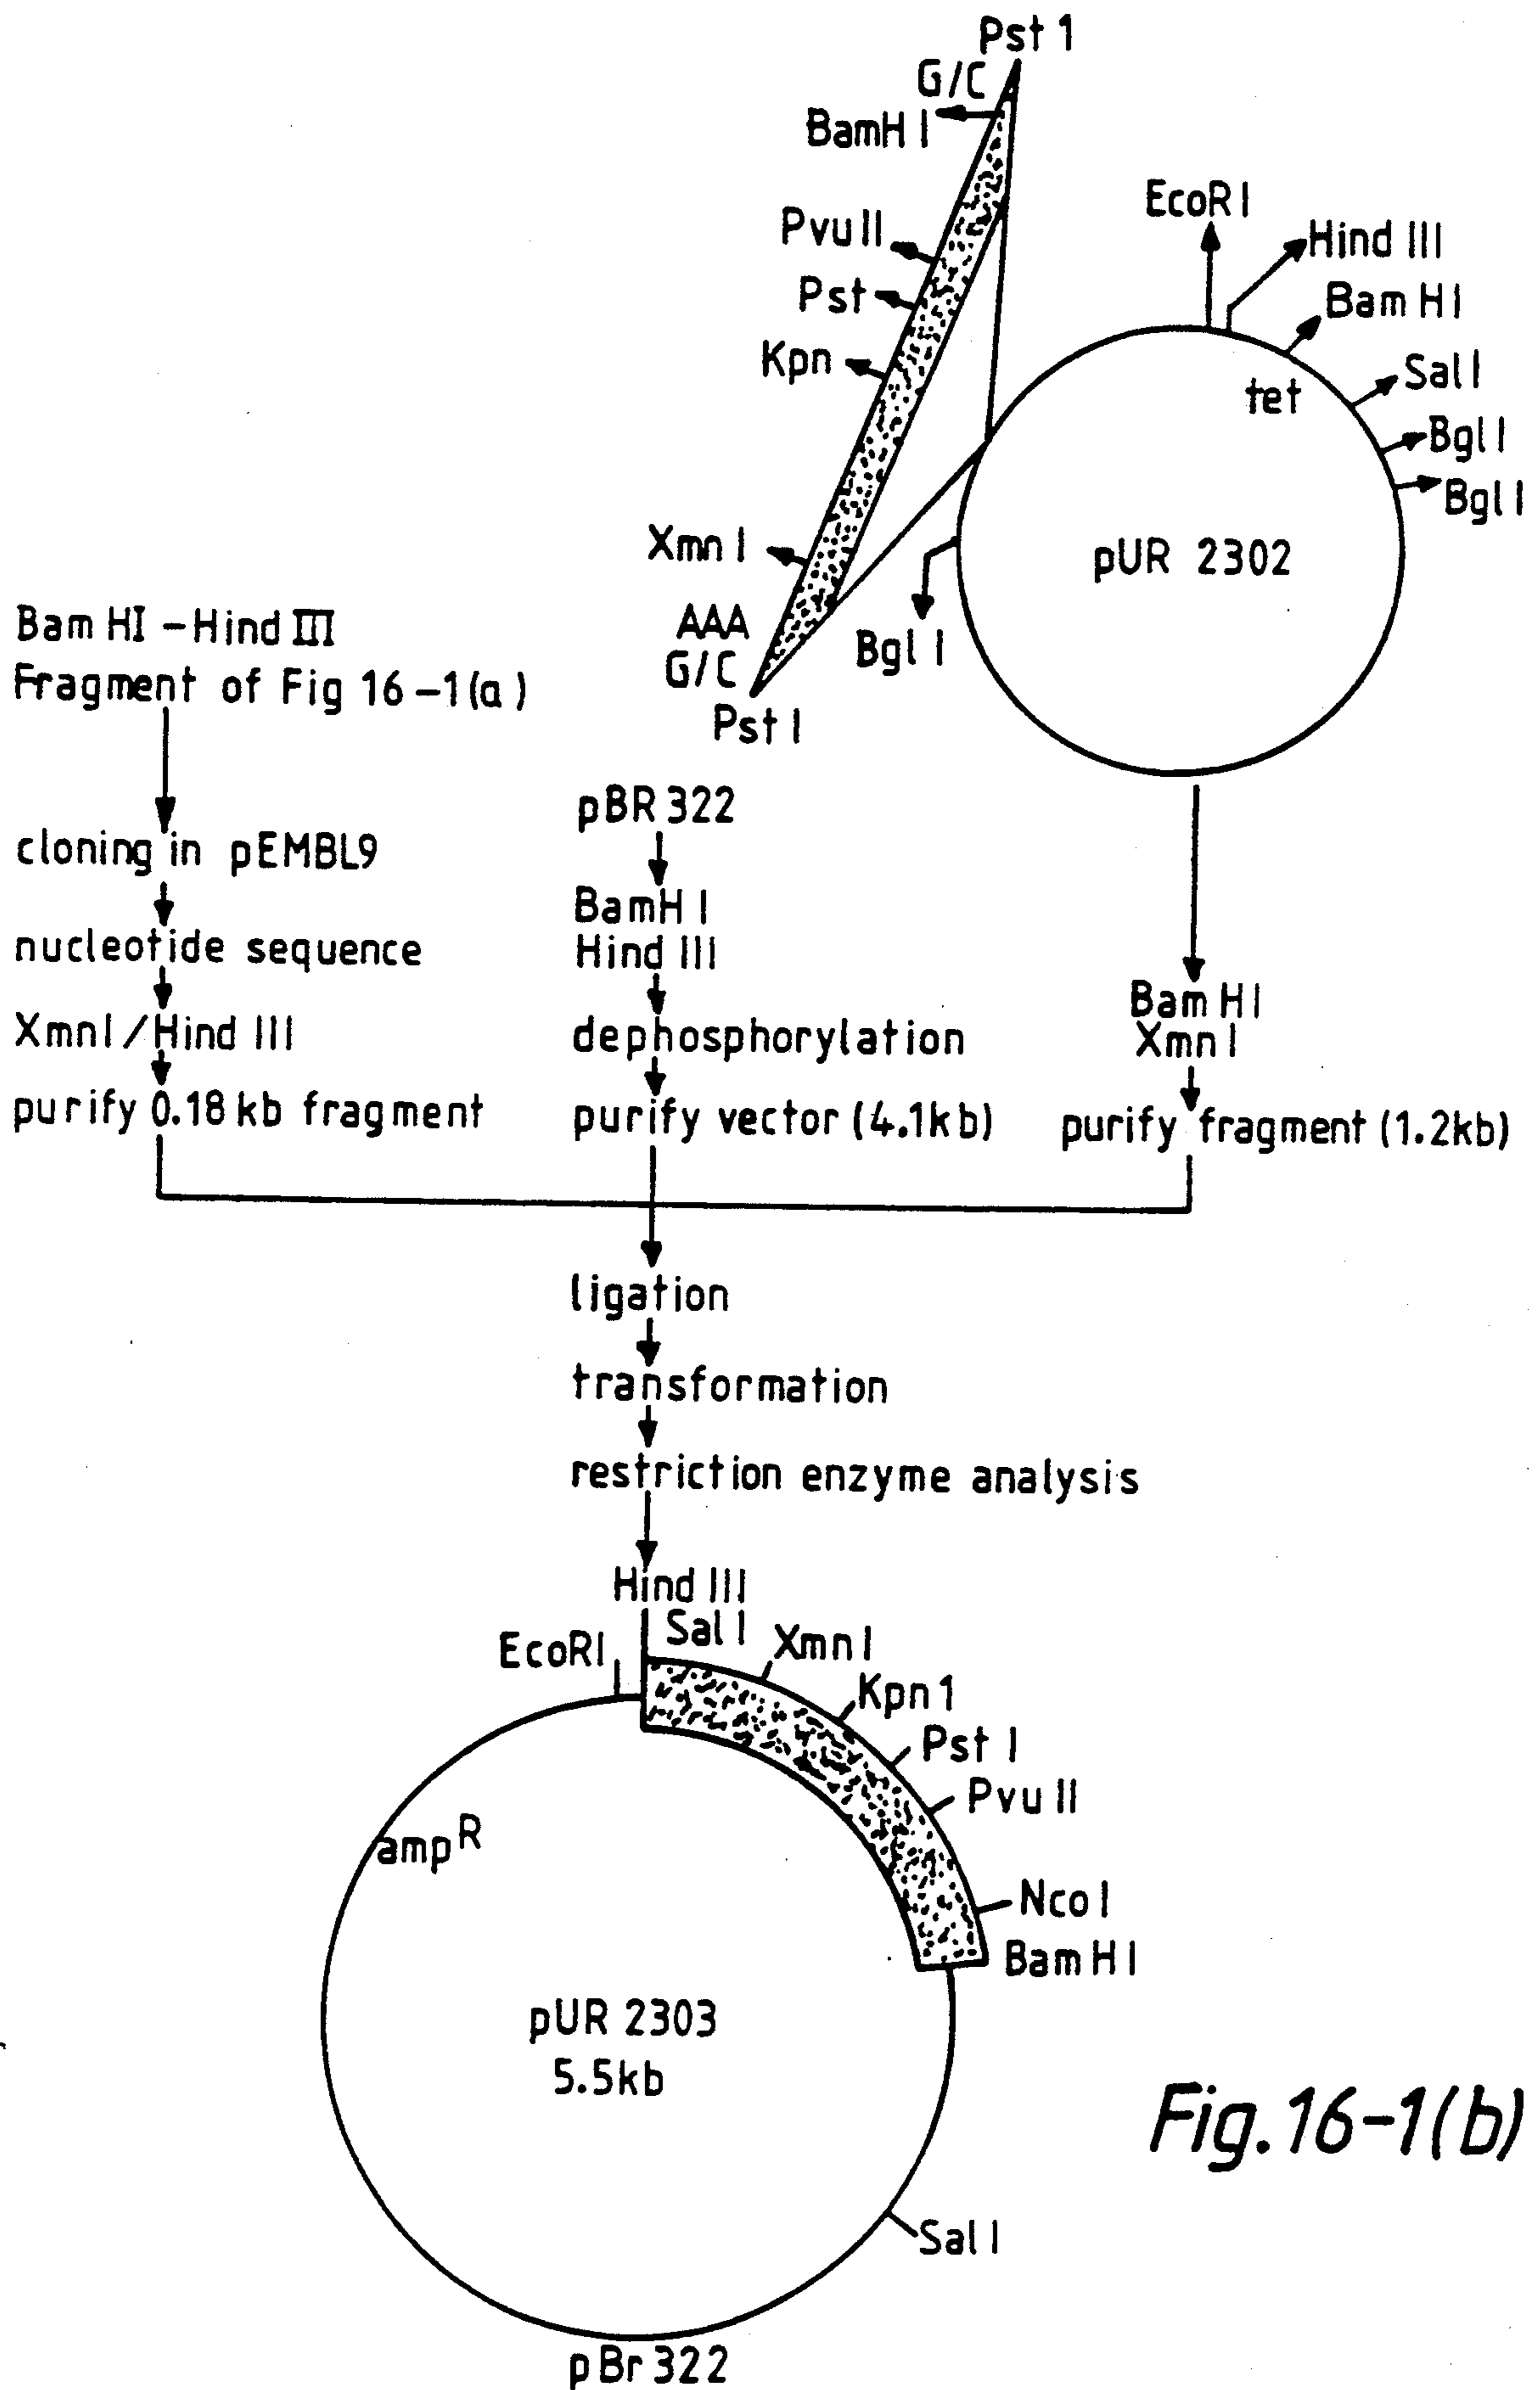 Pst 1
G/C
BamH I
Pvu II
Pst
Kpn
Xmn I
AAA
G/C
Pst I
EcoR I
Hind III
Bam H I
tet
Sal I
Bgl I
Bgl I
pUR 2302
Bgl I
Bam HI - Hind III
Fragment of Fig 16-1(a)
cloning in pEMBL9
nucleotide sequence
XmnI/Hind III
purify 0.18 kb fragment
pBR 322
BamH I
Hind III
dephosphorylation
purify vector (4.1kb)
Bam H I
Xmn I
purify fragment (1.2kb)
ligation
transformation
restriction enzyme analysis
Hind III
Sal I
EcoRI
Xmn I
Kpn 1
Pst I
Pvu II
Nco I
Bam H I
amp R
pUR 2303
5.5kb
Sal I
pBr 322
Fig. 16-1(b)